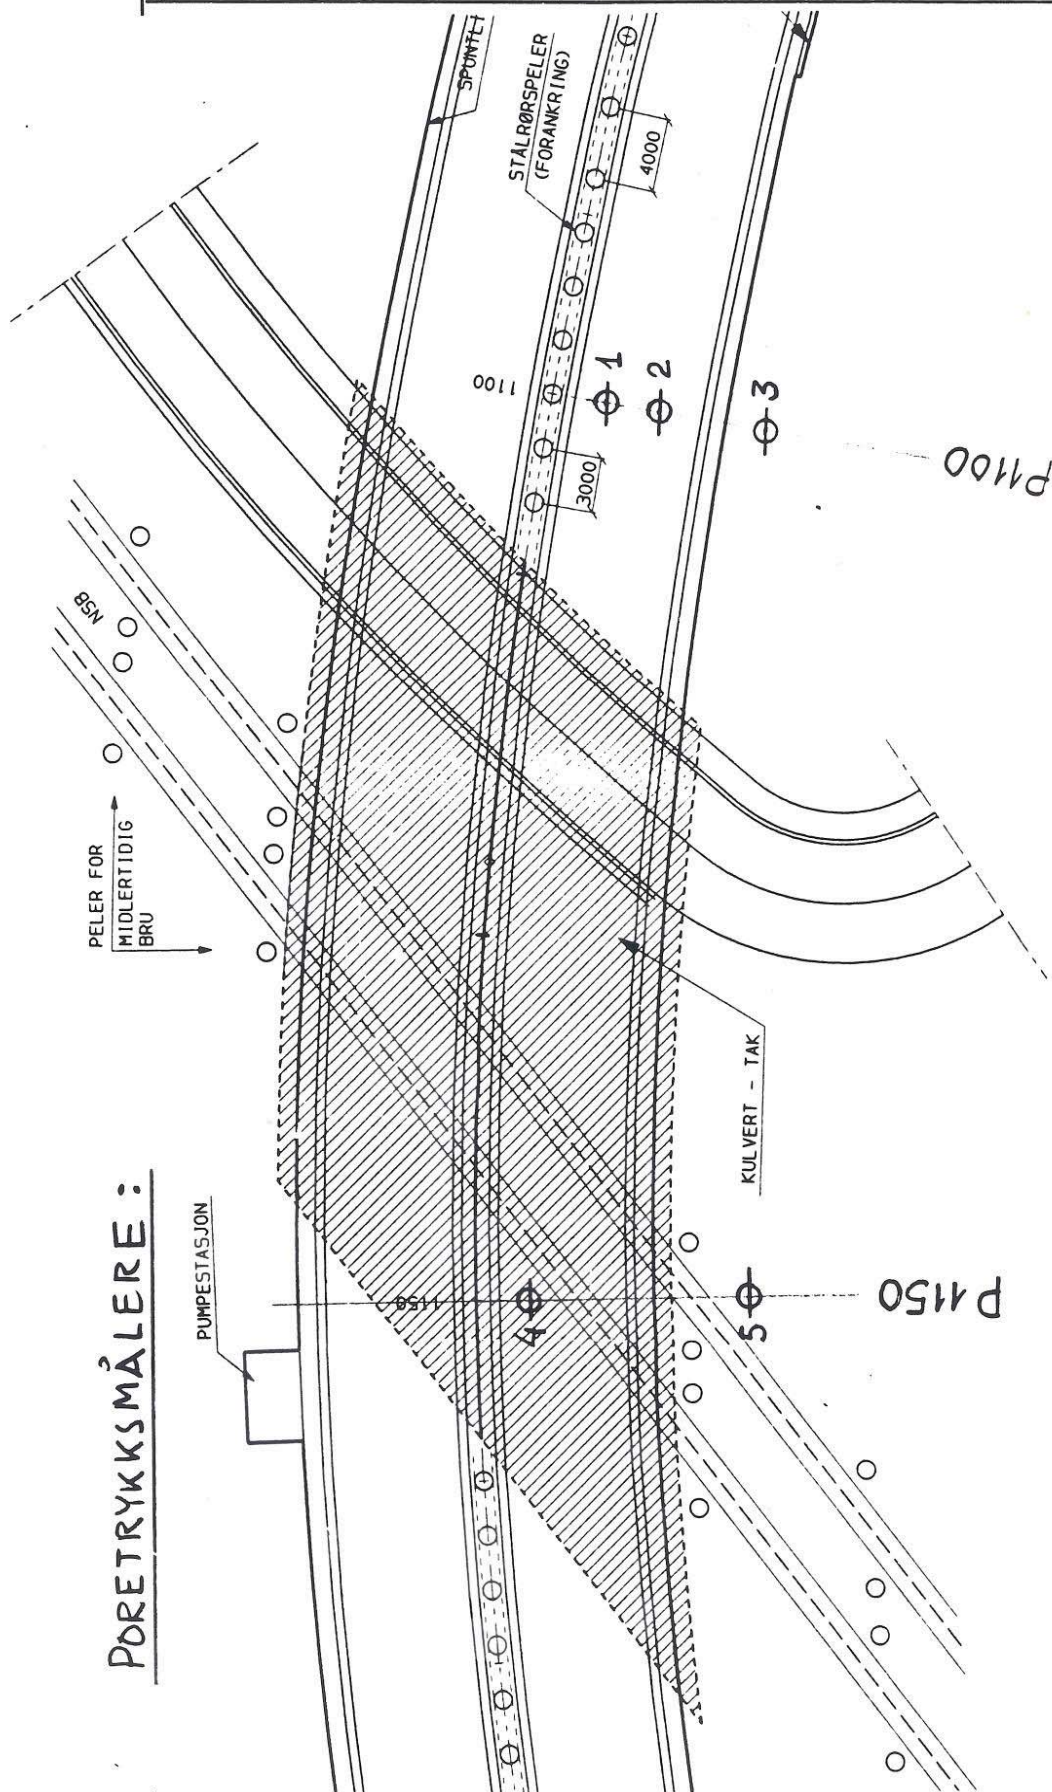 PORETRYKKSMÅLERE :
PUMPESTASJON
PELER FOR
MIDLERTIDIG
BRU
NSB
SPUNTLI
STÅLRØRSPELER
(FORANKRING)
4000
3000
1100
1
2
3
P1100
KULVERT - TAK
1150
4
5
P1150